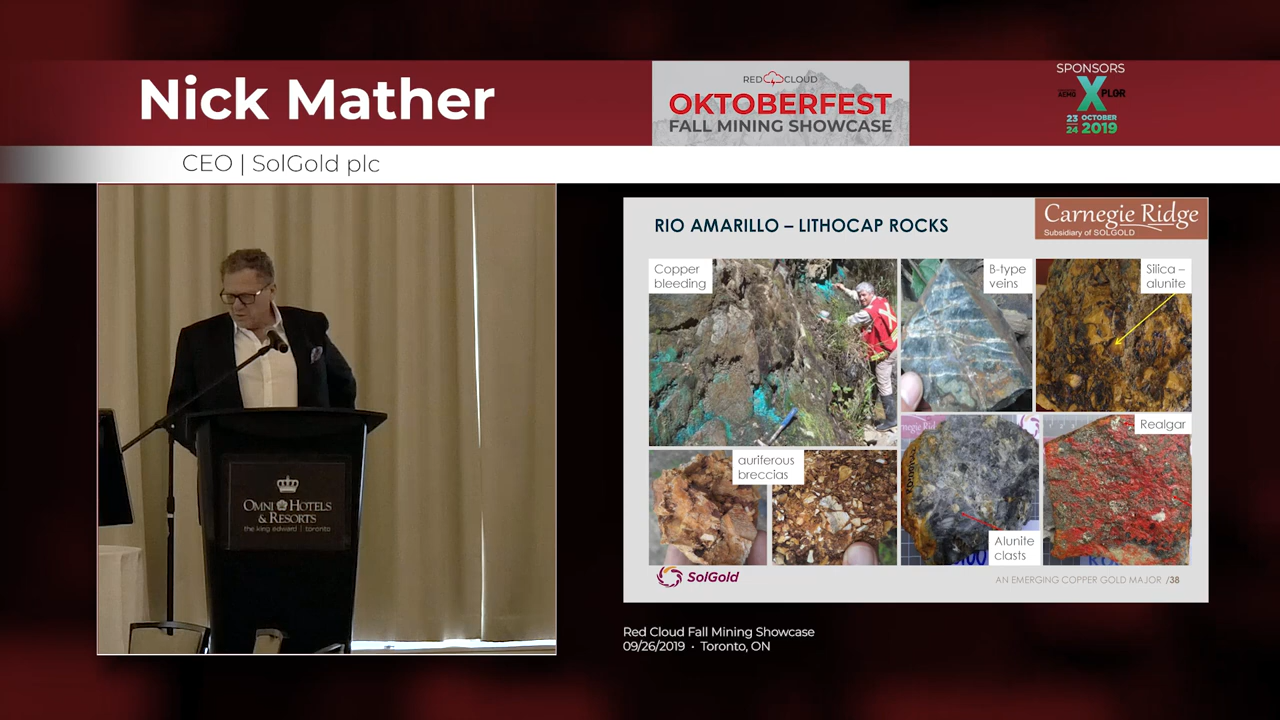 Nick Mather
CEO | SolGold plc
RED CLOUD
OKTOBERFEST
FALL MINING SHOWCASE
SPONSORS
XPLOR
23 OCTOBER
24 2019
OMNI HOTELS
& RESORTS
the king edward | toronto
RIO AMARILLO – LITHOCAP ROCKS
Carnegie Ridge
Subsidiary of SOLGOLD
Copper
bleeding
B-type
veins
Silica –
alunite
auriferous
breccias
Realgar
Alunite
clasts
SolGold
AN EMERGING COPPER GOLD MAJOR /38
Red Cloud Fall Mining Showcase
09/26/2019 • Toronto, ON